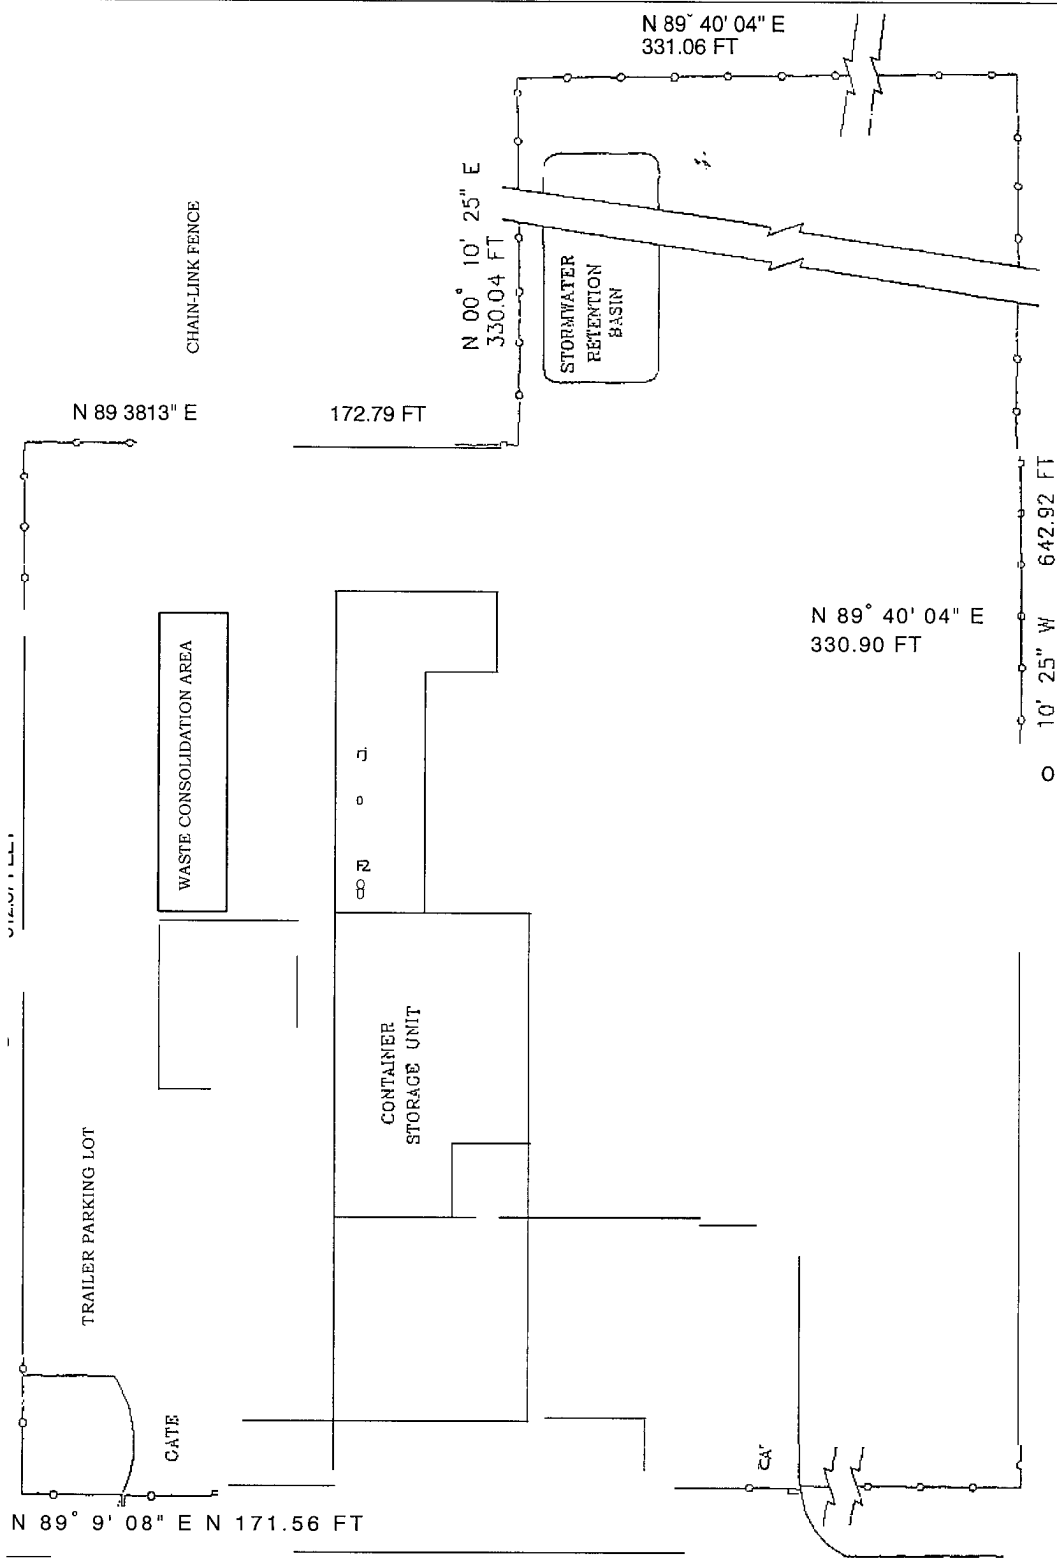 N 89° 40' 04" E
331.06 FT
N 00° 10' 25" E
330.04 FT
CHAIN-LINK FENCE
STORMWATER
RETENTION
BASIN
N 89 3813" E
172.79 FT
10' 25" W 642.92 FT
N 89° 40' 04" E
330.90 FT
WASTE CONSOLIDATION AREA
CONTAINER
STORAGE UNIT
TRAILER PARKING LOT
GATE
N 89° 9' 08" E N 171.56 FT